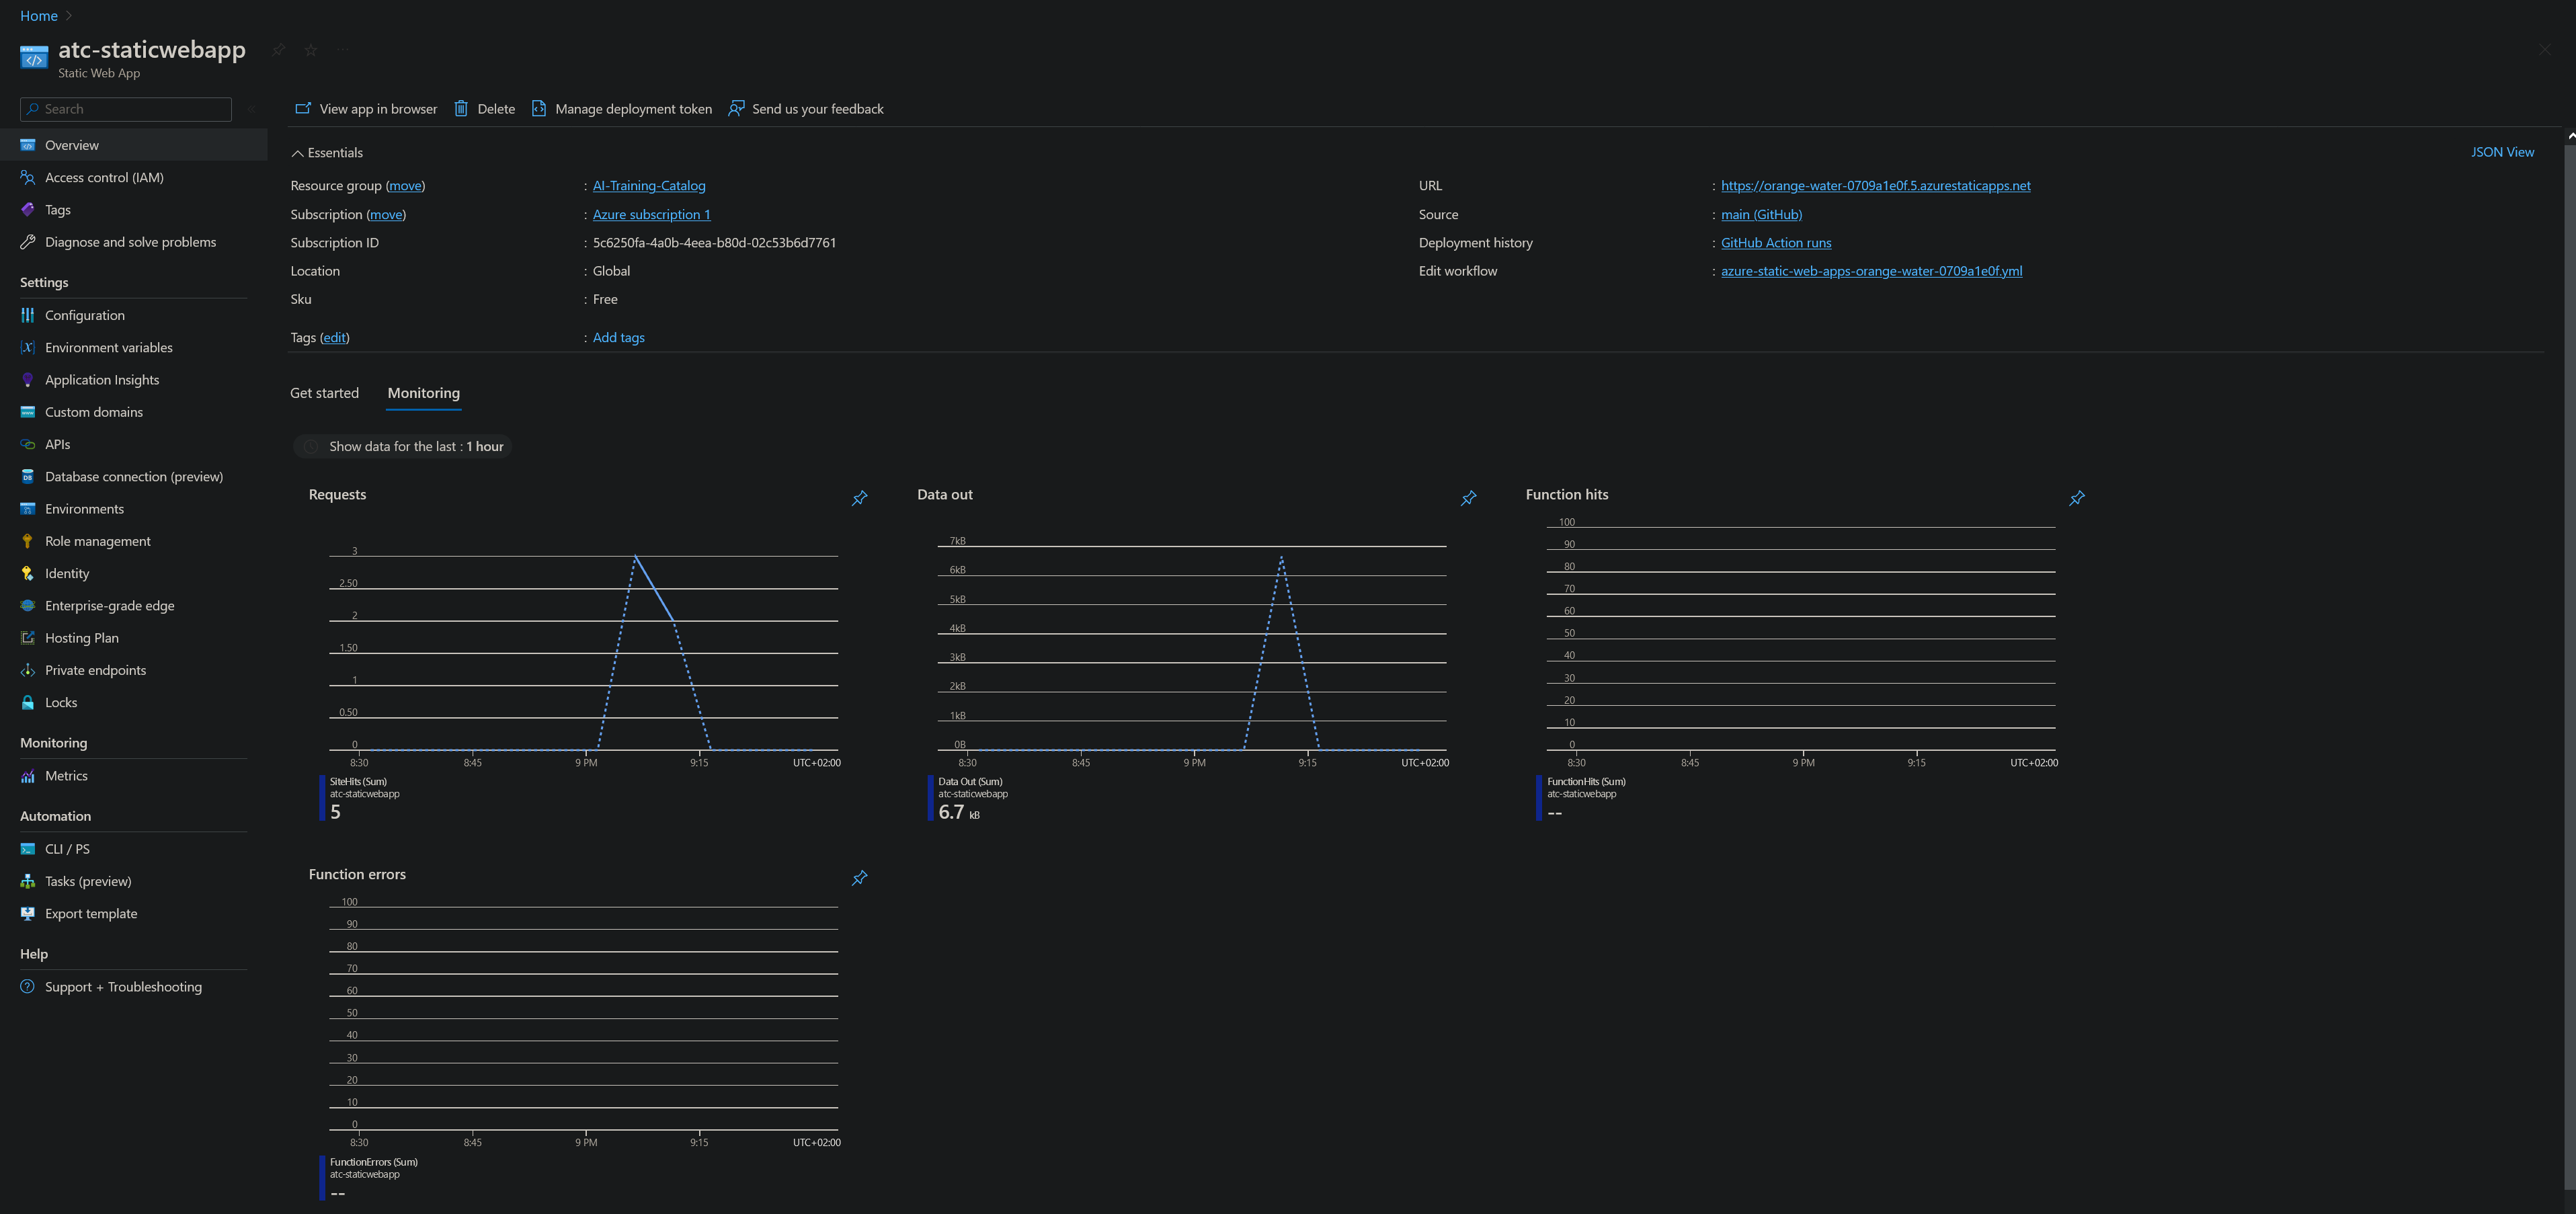 Home
atc-staticwebapp
Static Web App
Search
View app in browser
Delete
Manage deployment token
Send us your feedback
Overview
Access control (IAM)
Tags
Diagnose and solve problems
Settings
Configuration
Environment variables
Application Insights
Custom domains
APIs
Database connection (preview)
Environments
Role management
Identity
Enterprise-grade edge
Hosting Plan
Private endpoints
Locks
Monitoring
Metrics
Automation
CLI / PS
Tasks (preview)
Export template
Help
Support + Troubleshooting
Essentials
JSON View
Resource group (move) : AI-Training-Catalog
Subscription (move) : Azure subscription 1
Subscription ID : 5c6250fa-4a0b-4eea-b80d-02c53b6d7761
Location : Global
Sku : Free
Tags (edit) : Add tags
URL : https://orange-water-0709a1e0f.5.azurestaticapps.net
Source : main (GitHub)
Deployment history : GitHub Action runs
Edit workflow : azure-static-web-apps-orange-water-0709a1e0f.yml
Get started
Monitoring
Show data for the last : 1 hour
Requests
3
2.50
2
1.50
1
0.50
0
8:30 8:45 9 PM 9:15 UTC+02:00
SiteHits (Sum)
atc-staticwebapp
5
Data out
7kB
6kB
5kB
4kB
3kB
2kB
1kB
0B
8:30 8:45 9 PM 9:15 UTC+02:00
Data Out (Sum)
atc-staticwebapp
6.7 kB
Function hits
100
90
80
70
60
50
40
30
20
10
0
8:30 8:45 9 PM 9:15 UTC+02:00
FunctionHits (Sum)
atc-staticwebapp
--
Function errors
100
90
80
70
60
50
40
30
20
10
0
8:30 8:45 9 PM 9:15 UTC+02:00
FunctionErrors (Sum)
atc-staticwebapp
--